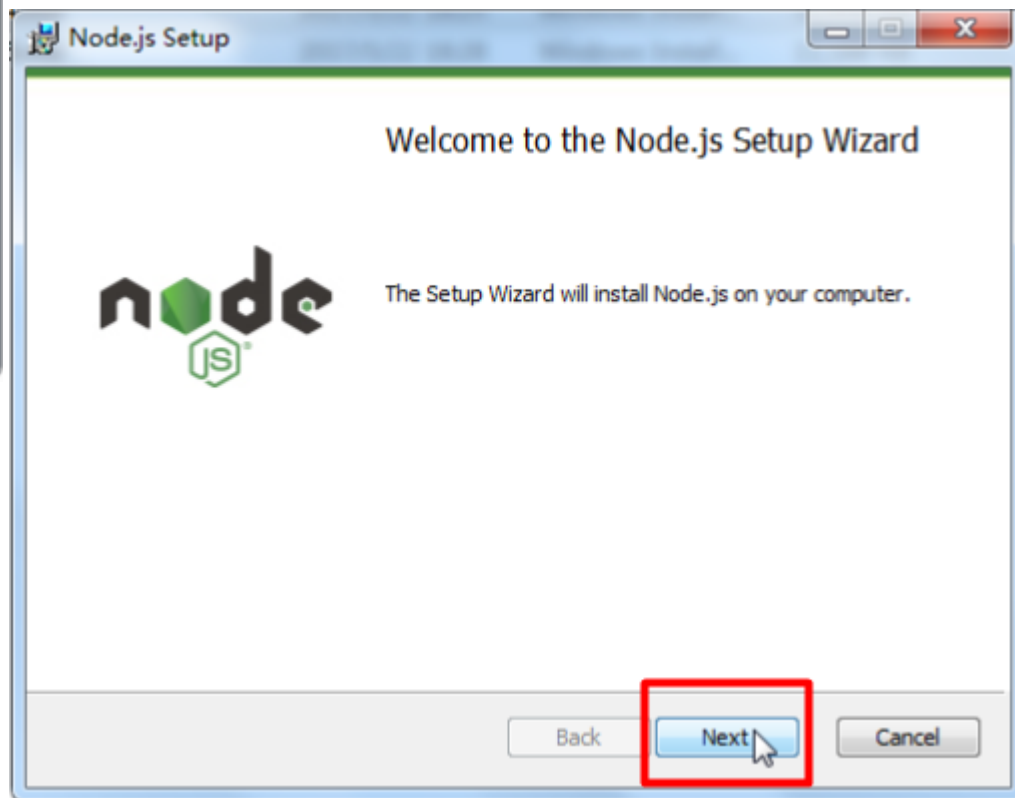 Node.js Setup
Welcome to the Node.js Setup Wizard
The Setup Wizard will install Node.js on your computer.
node
JS
Back
Next
Cancel